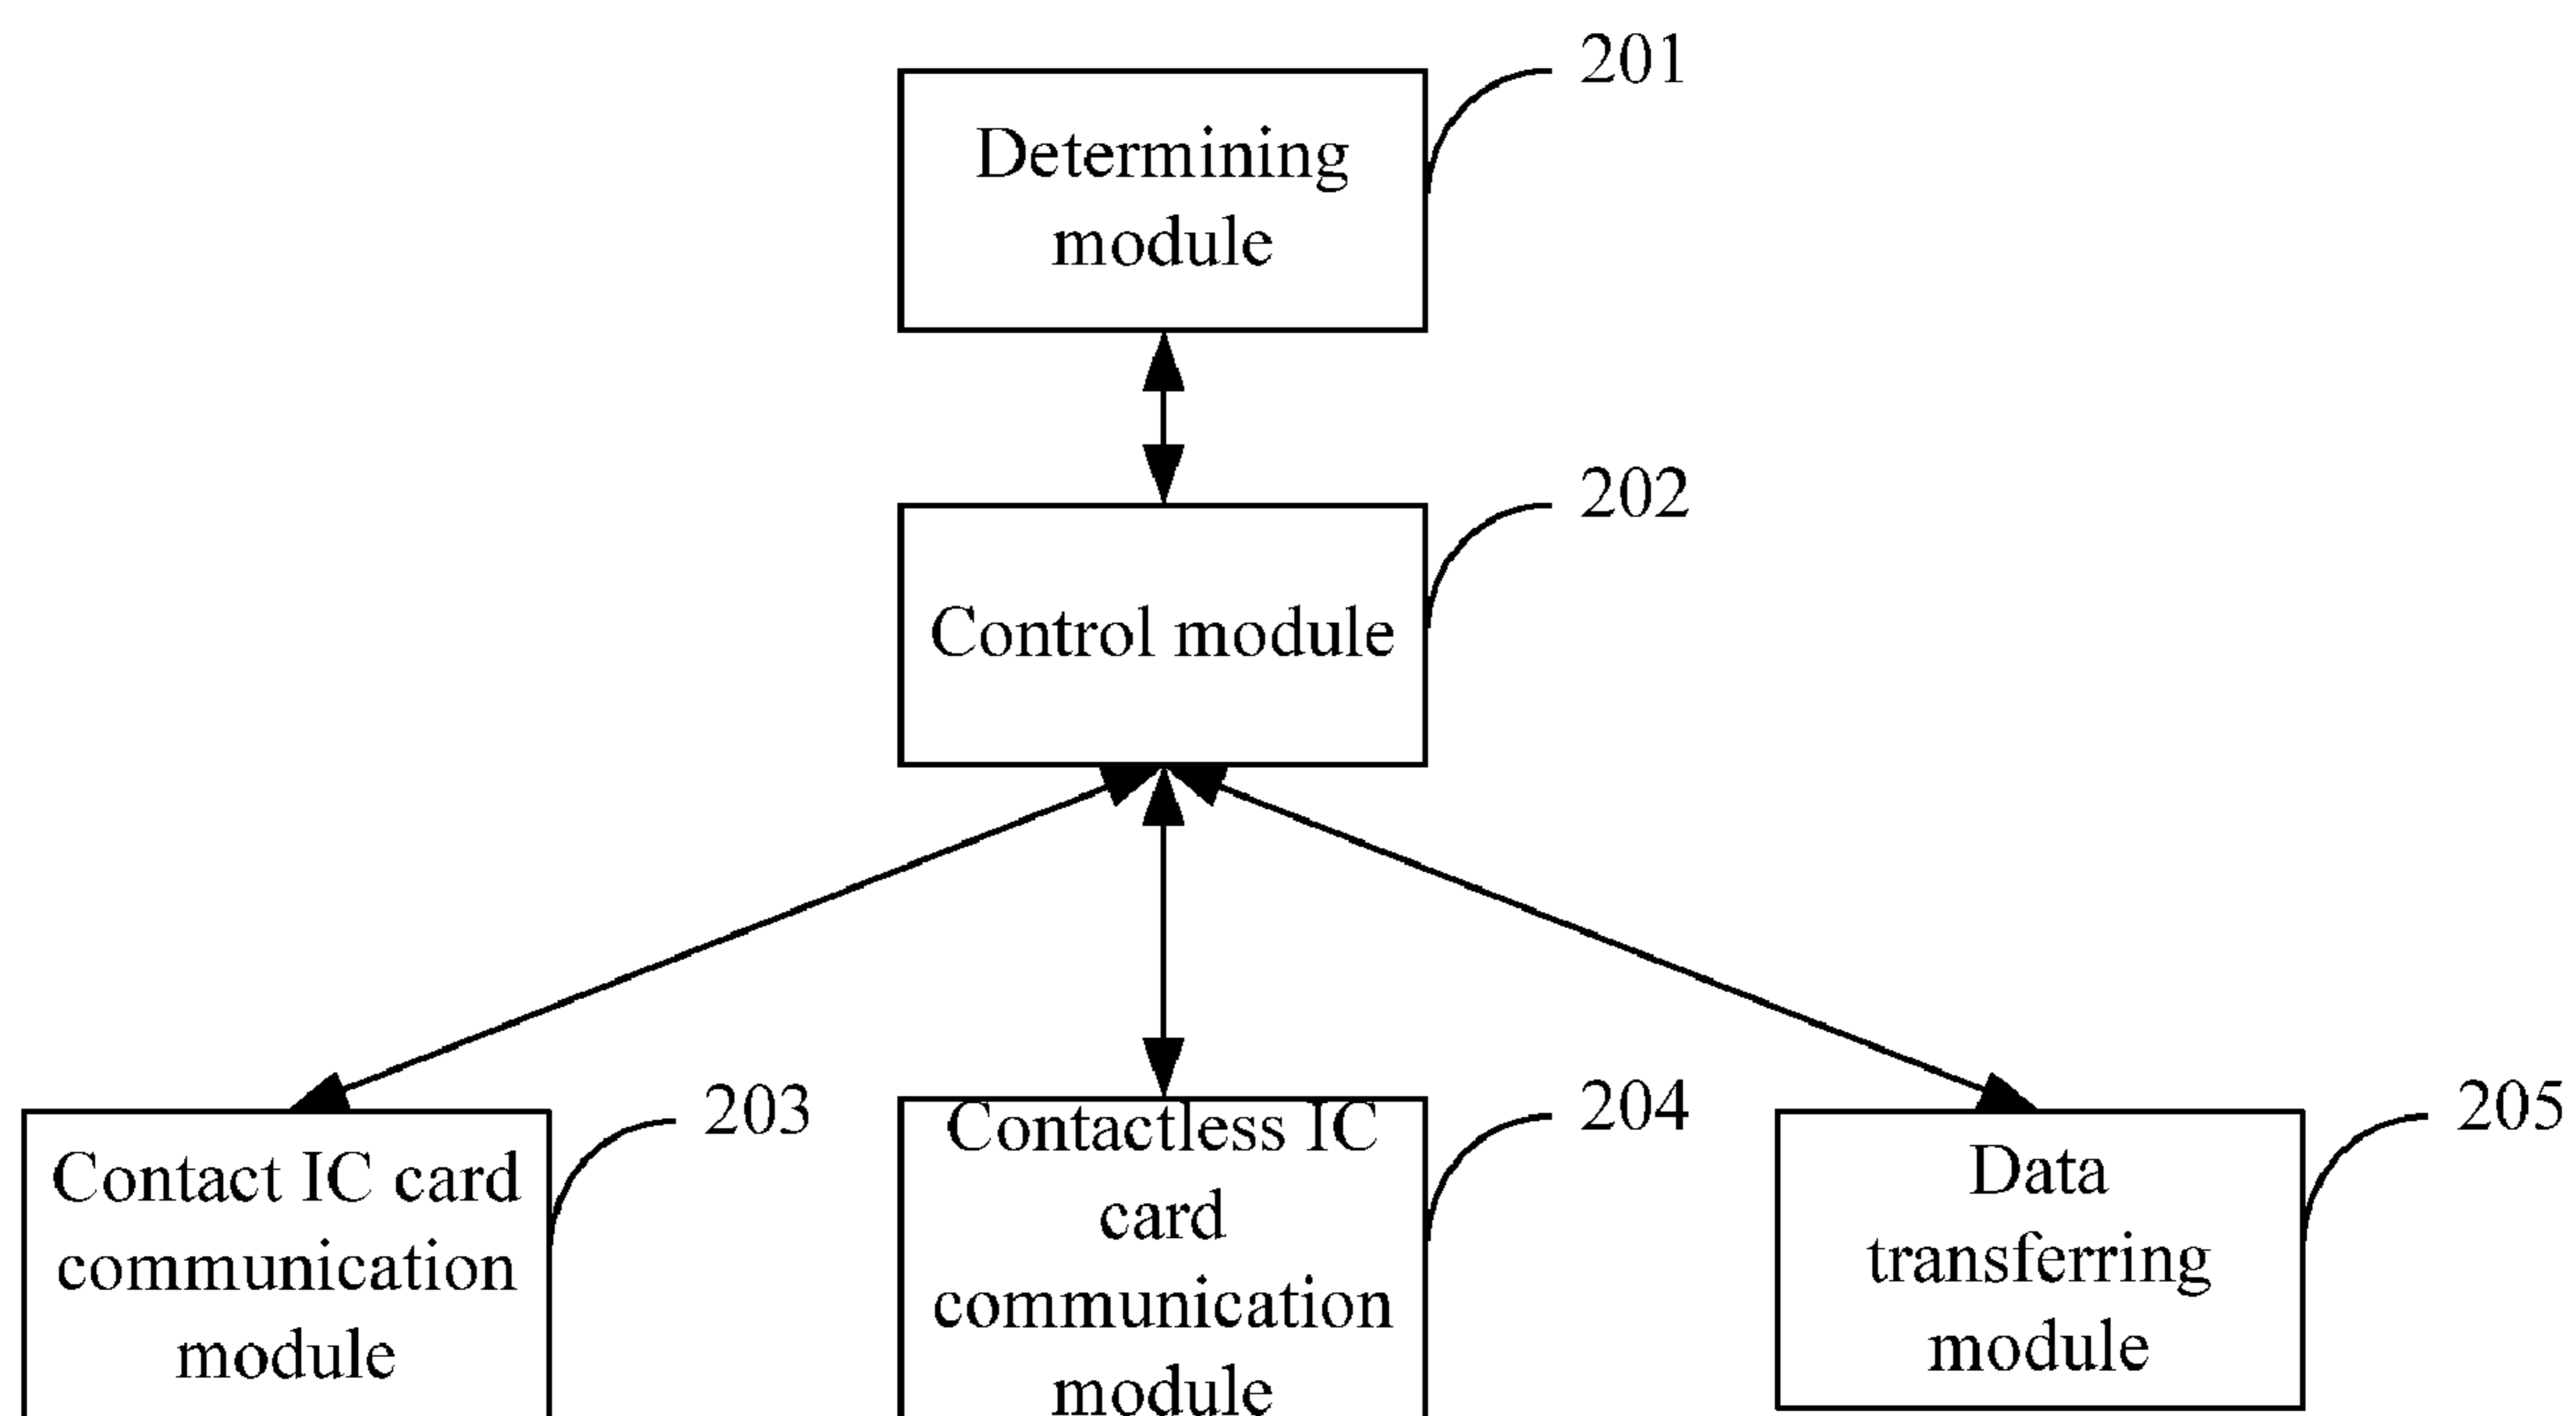 201
Determining
module
202
Control module
203
Contact IC card
communication
module
204
Contactless IC
card
communication
module
205
Data
transferring
module